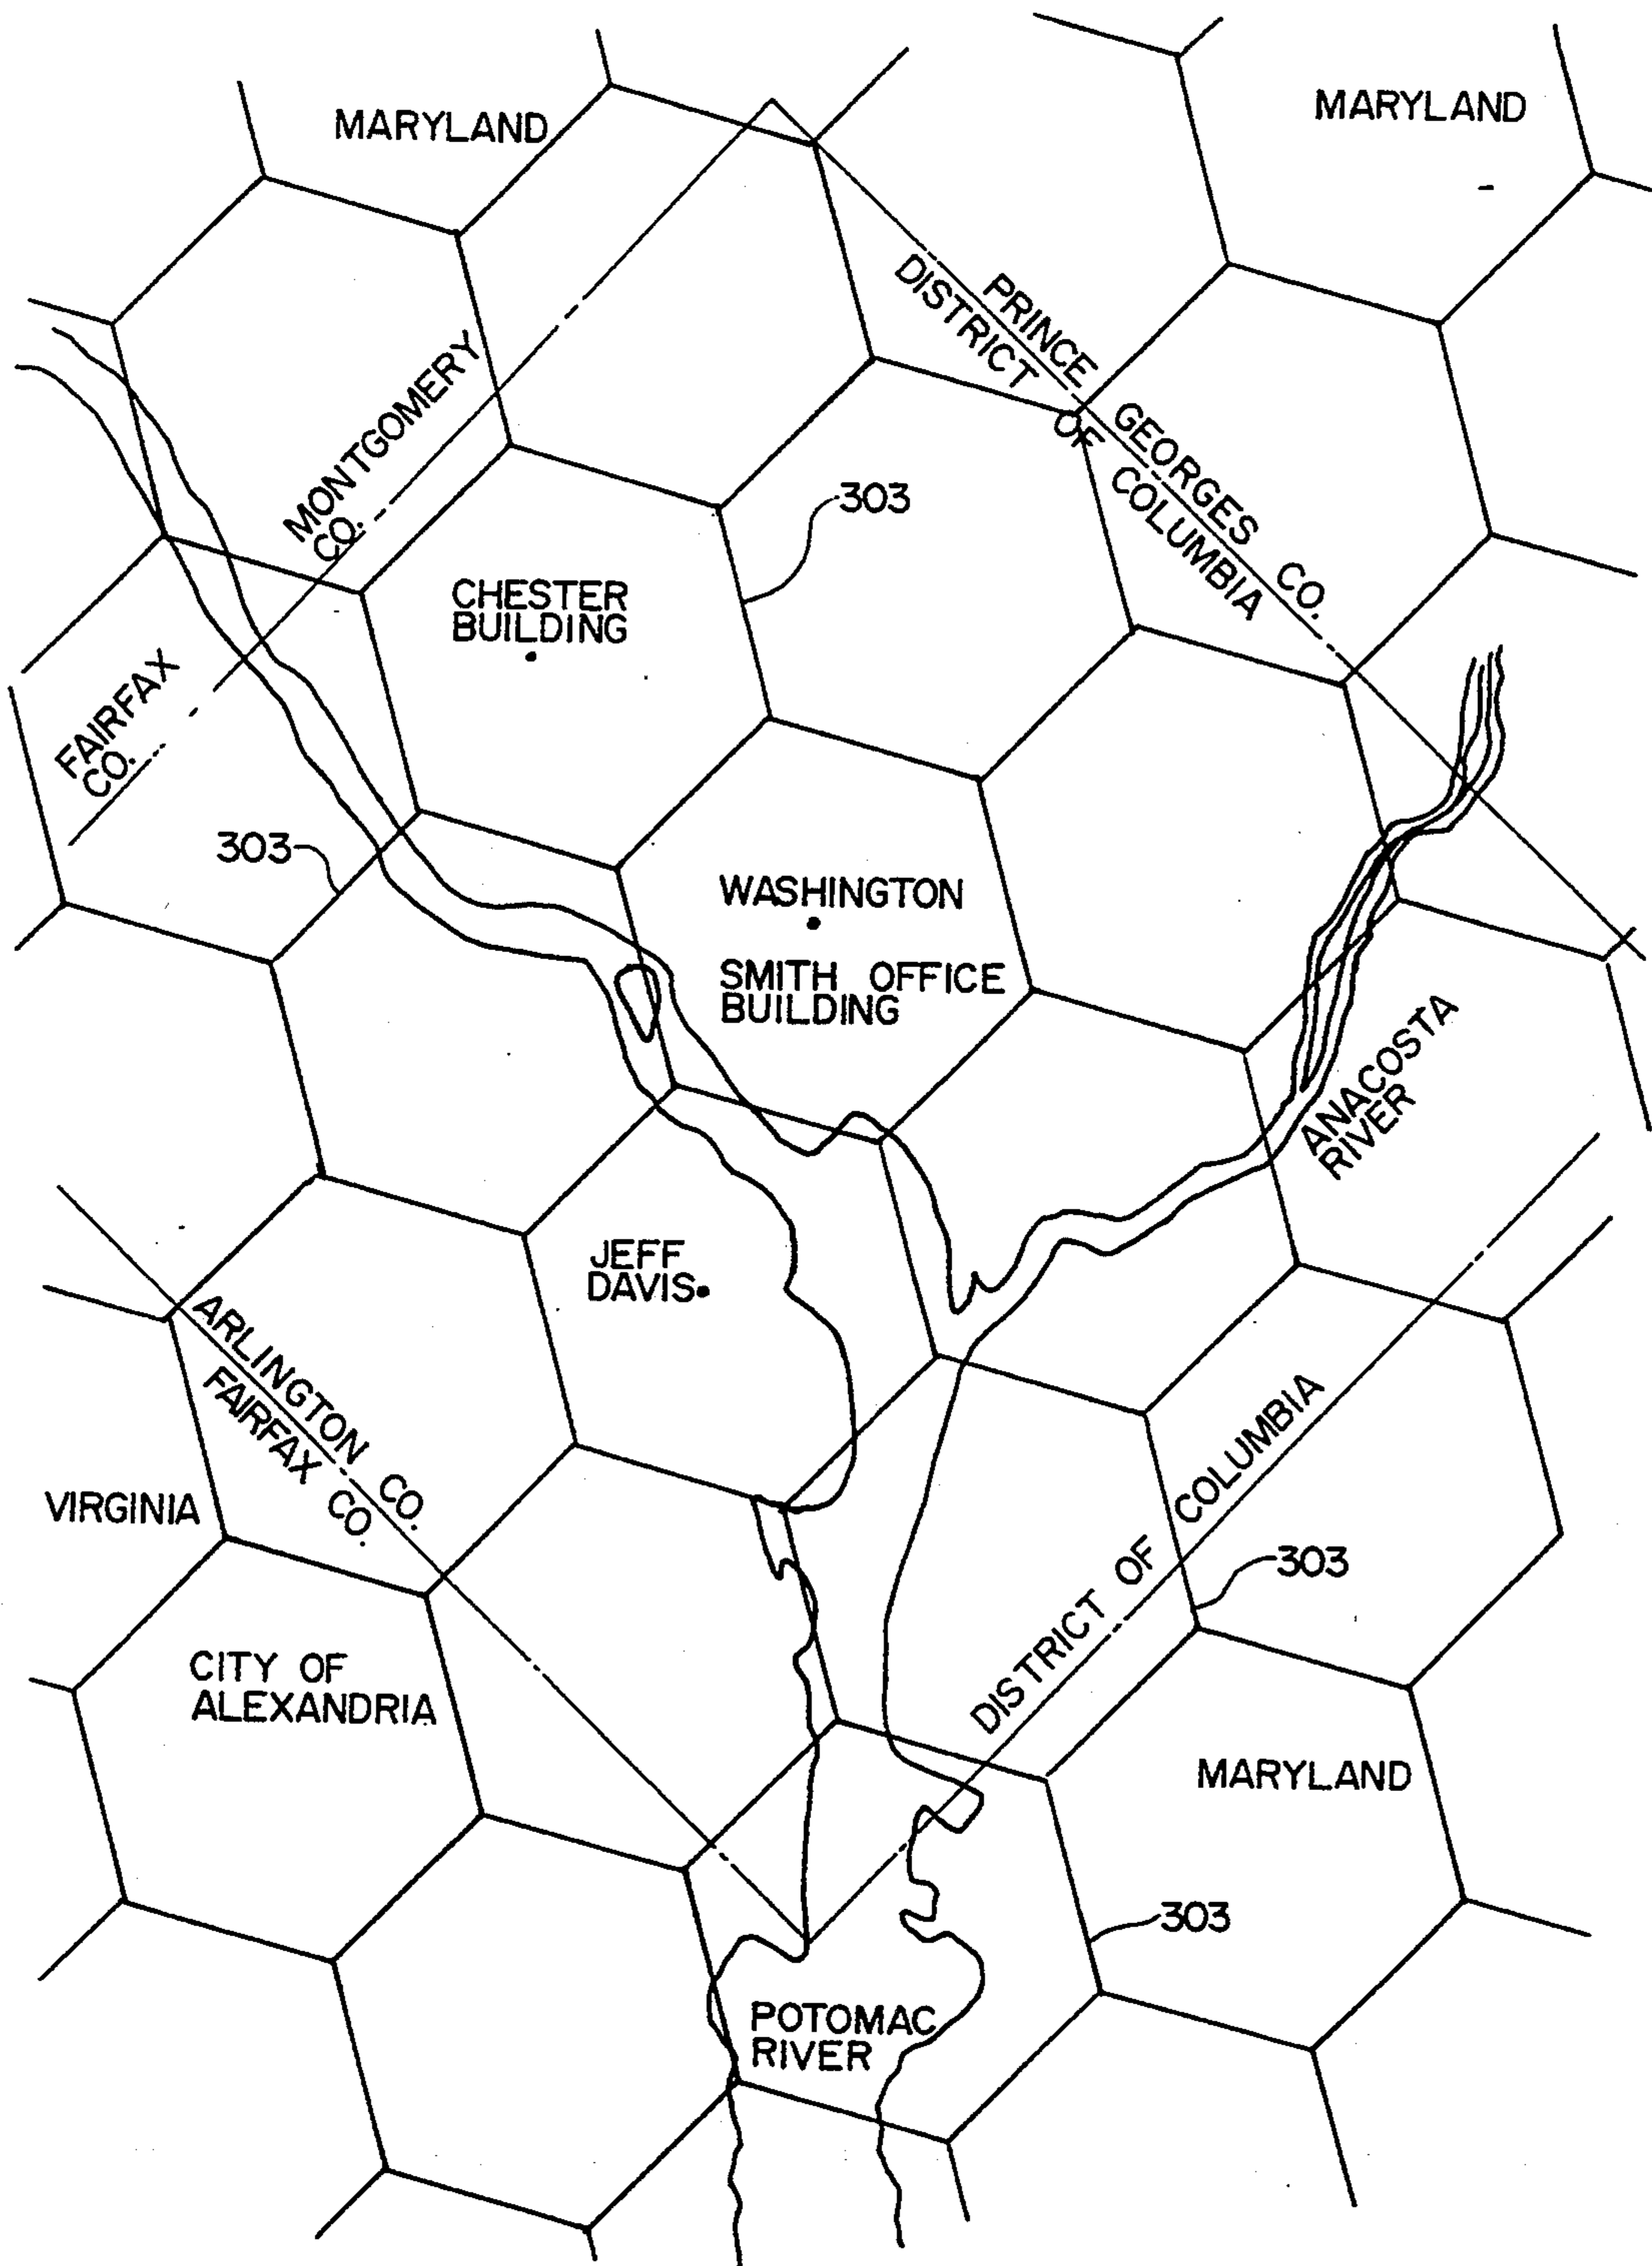 MARYLAND
MARYLAND
PRINCE GEORGES CO.
DISTRICT OF COLUMBIA
MONTGOMERY
CO.
303
CHESTER
BUILDING
FAIRFAX
CO.
303
WASHINGTON
SMITH OFFICE
BUILDING
ANACOSTA
RIVER
JEFF
DAVIS
ARLINGTON CO.
FAIRFAX CO.
VIRGINIA
DISTRICT OF COLUMBIA
303
CITY OF
ALEXANDRIA
MARYLAND
303
POTOMAC
RIVER